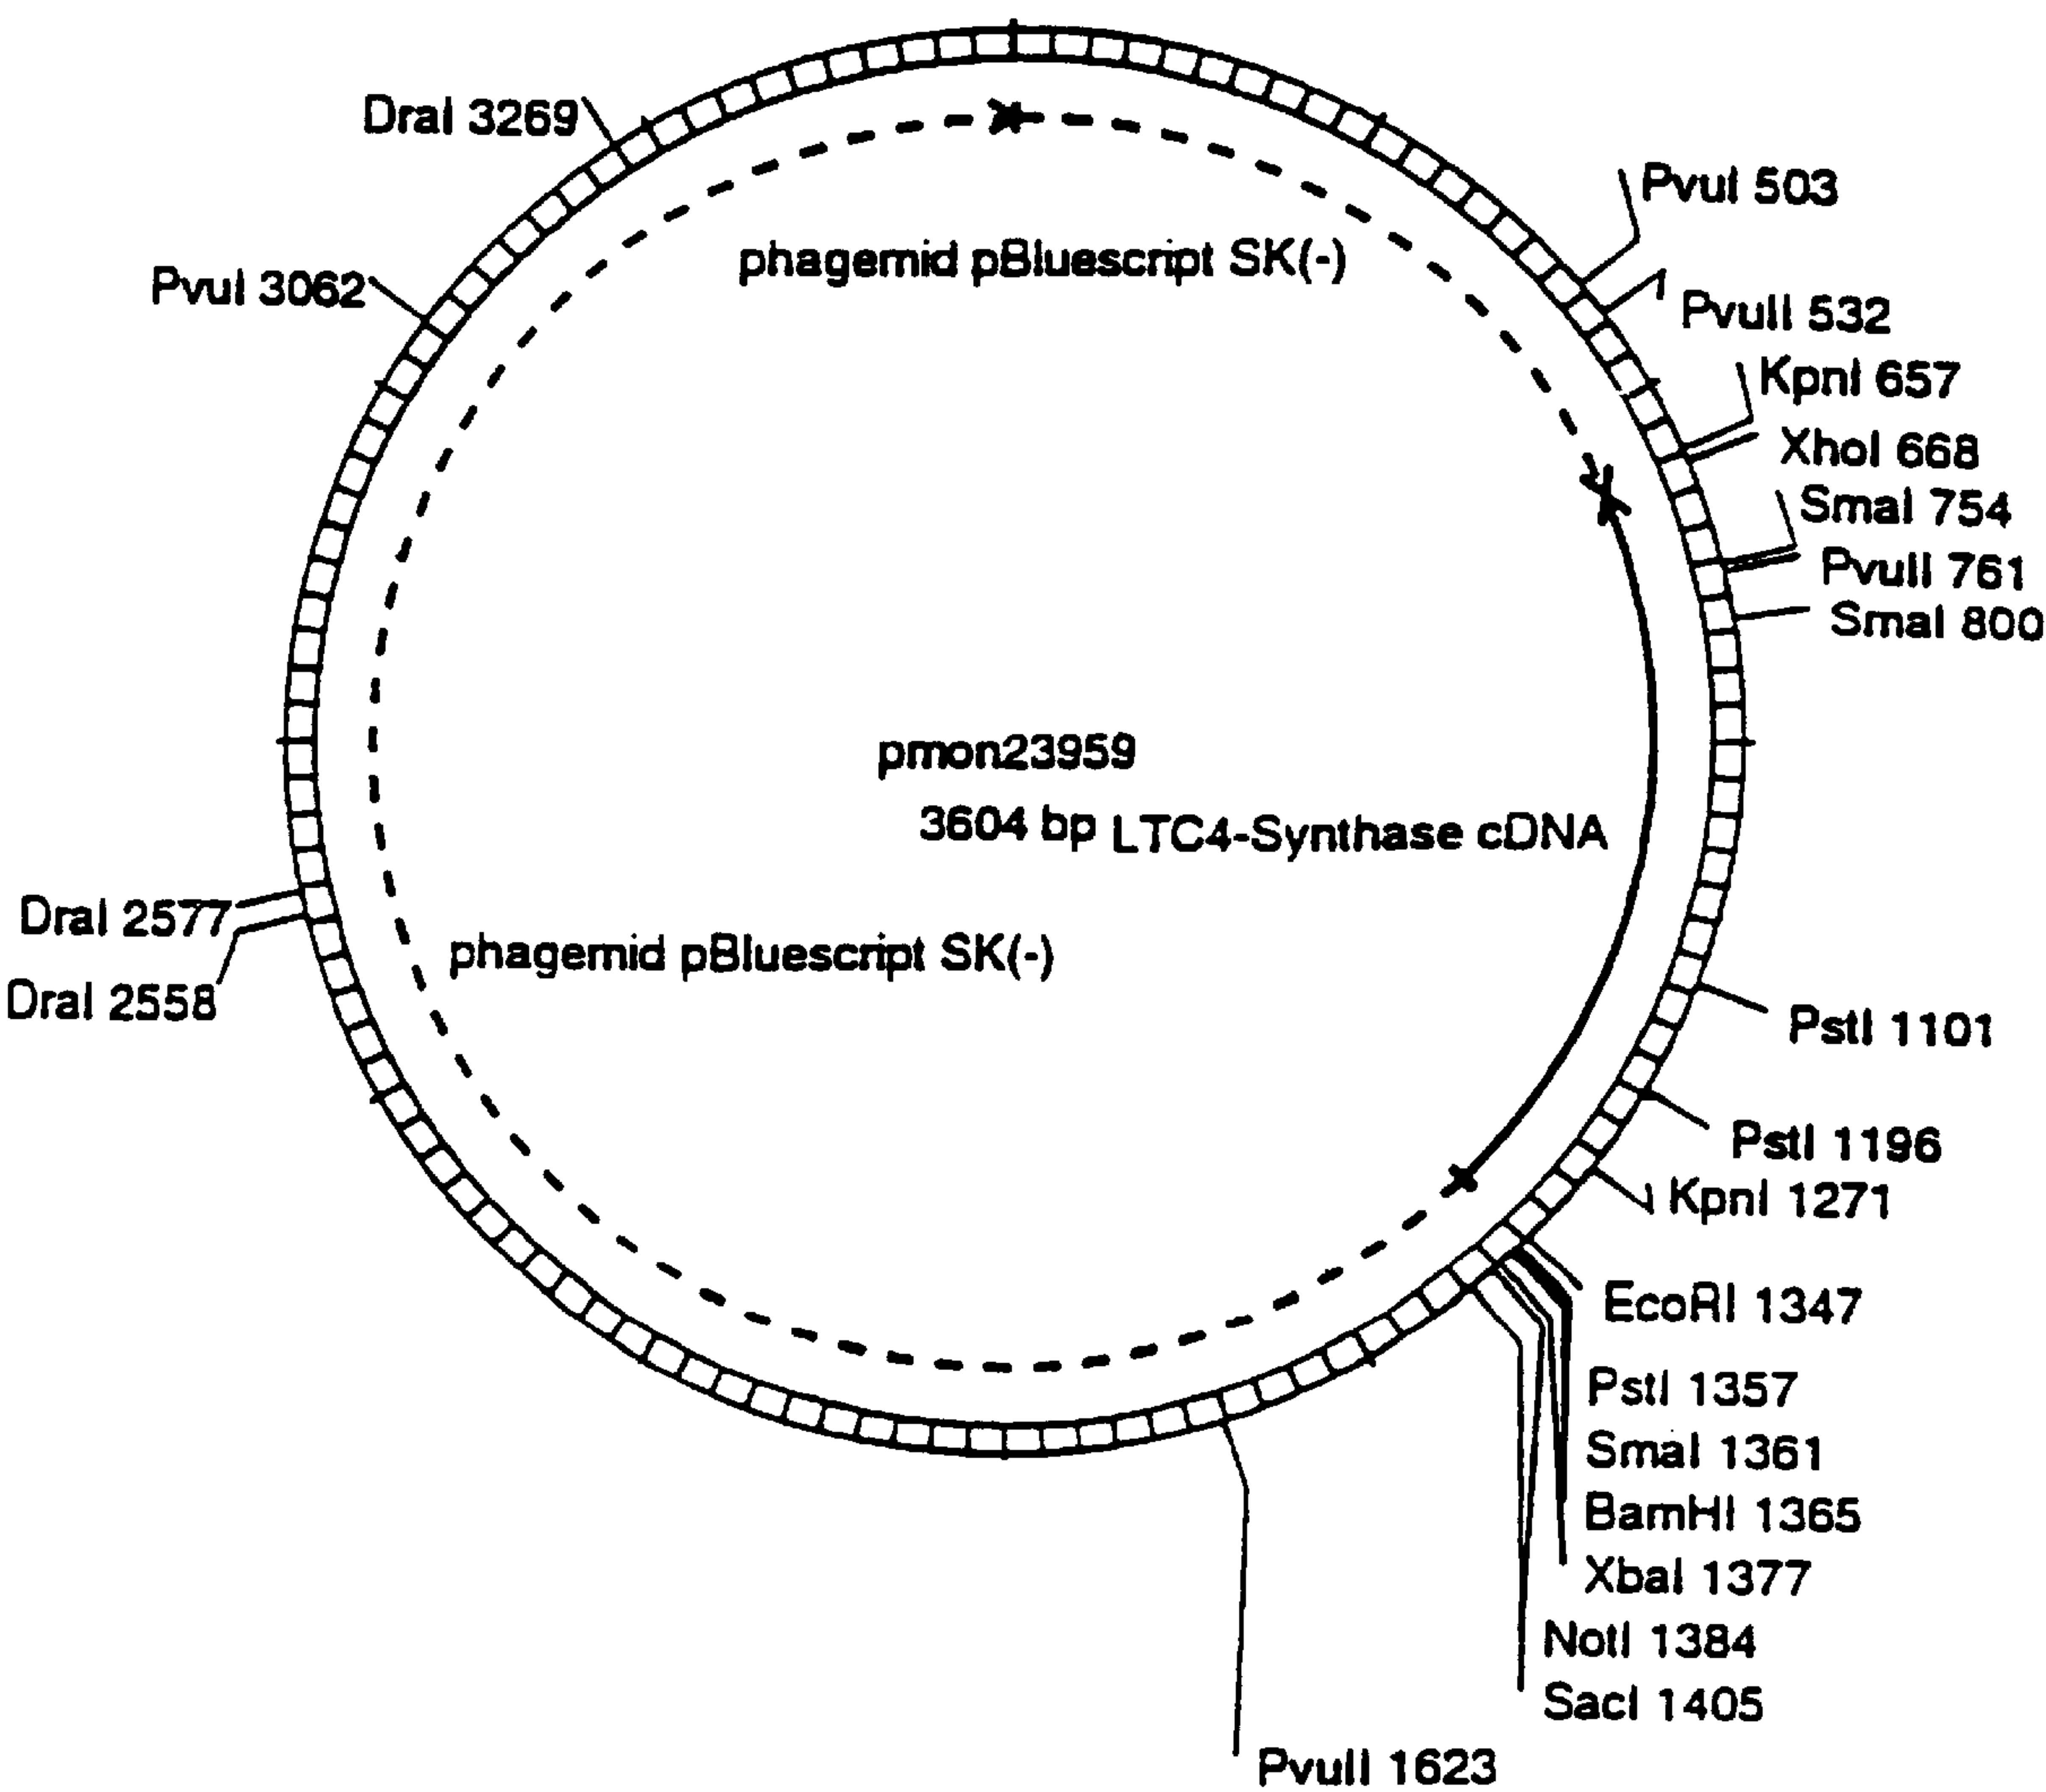 DraI 3269
PvuI 503
phagemid pBluescript SK(-)
PvuI 3062
PvuII 532
KpnI 657
XhoI 668
SmaI 754
PvuII 761
SmaI 800
pmon23959
3604 bp LTC4-Synthase cDNA
DraI 2577
phagemid pBluescript SK(-)
DraI 2558
PstI 1101
PstI 1196
KpnI 1271
EcoRI 1347
PstI 1357
SmaI 1361
BamHI 1365
XbaI 1377
NotI 1384
SacI 1405
PvuII 1623